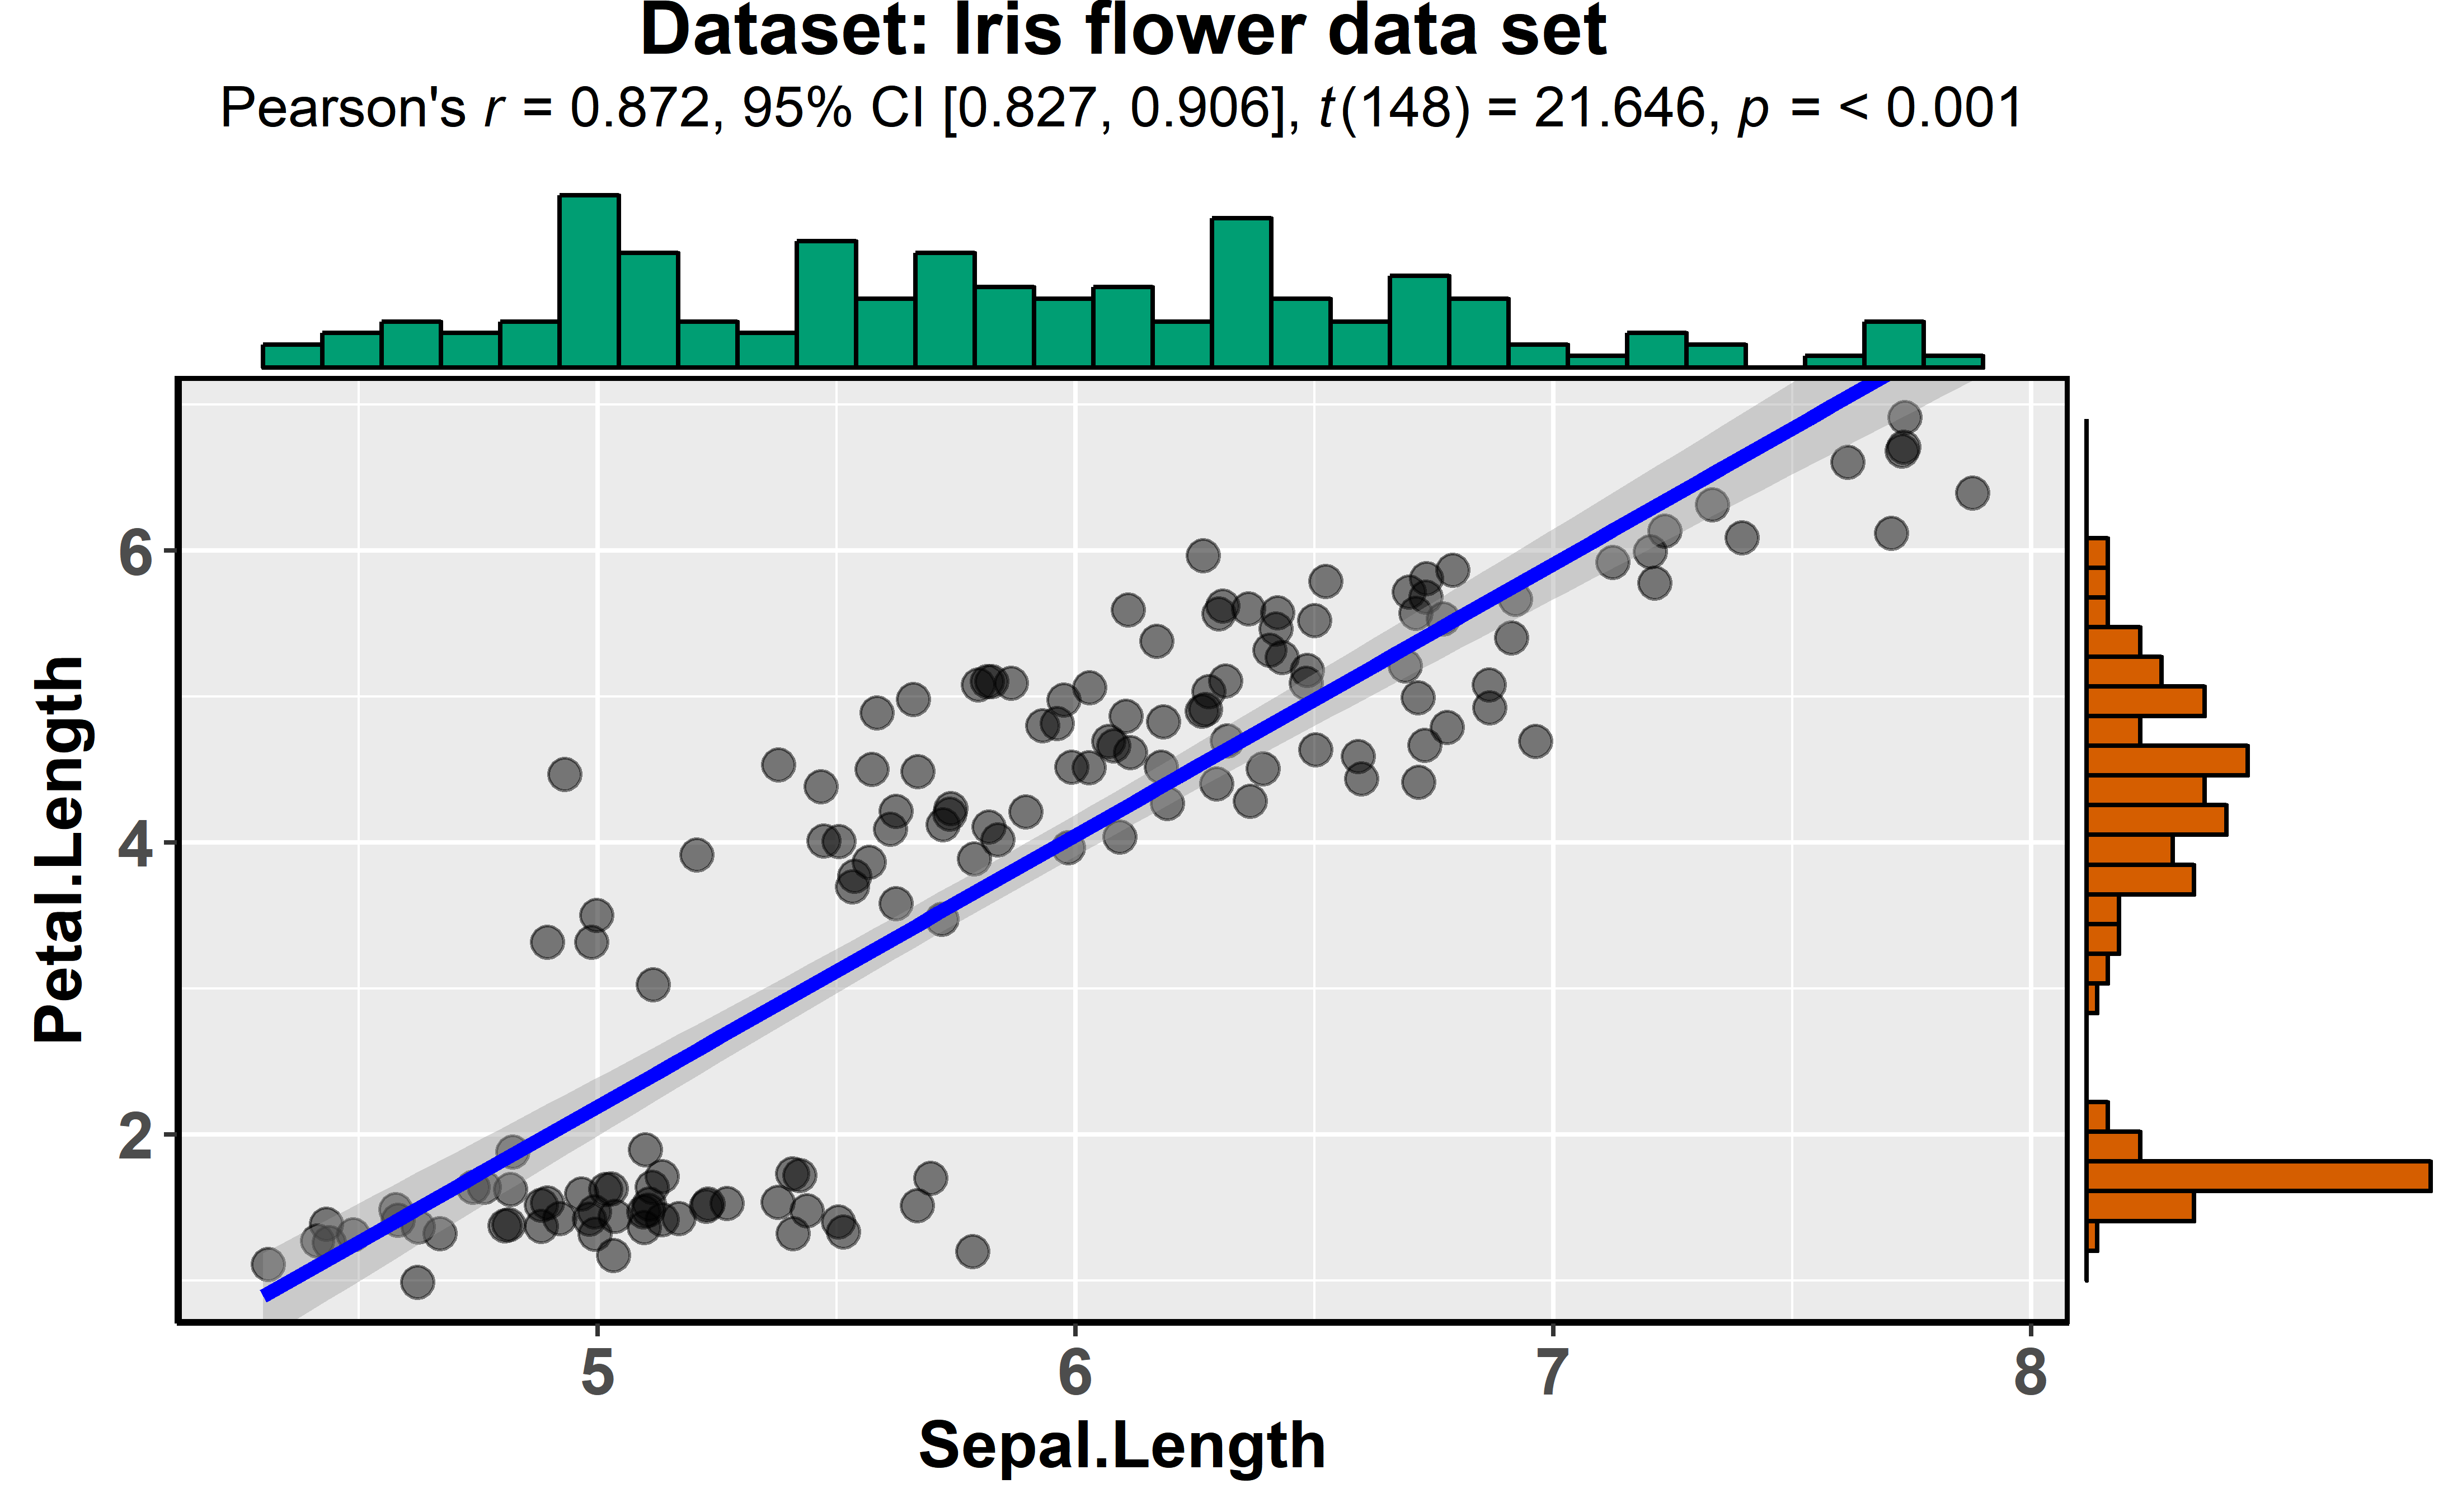 Dataset: Iris flower data set
Pearson's r = 0.872, 95% CI [0.827, 0.906], t(148) = 21.646, p = < 0.001
6
4
2
Petal.Length
5 6 7 8
Sepal.Length